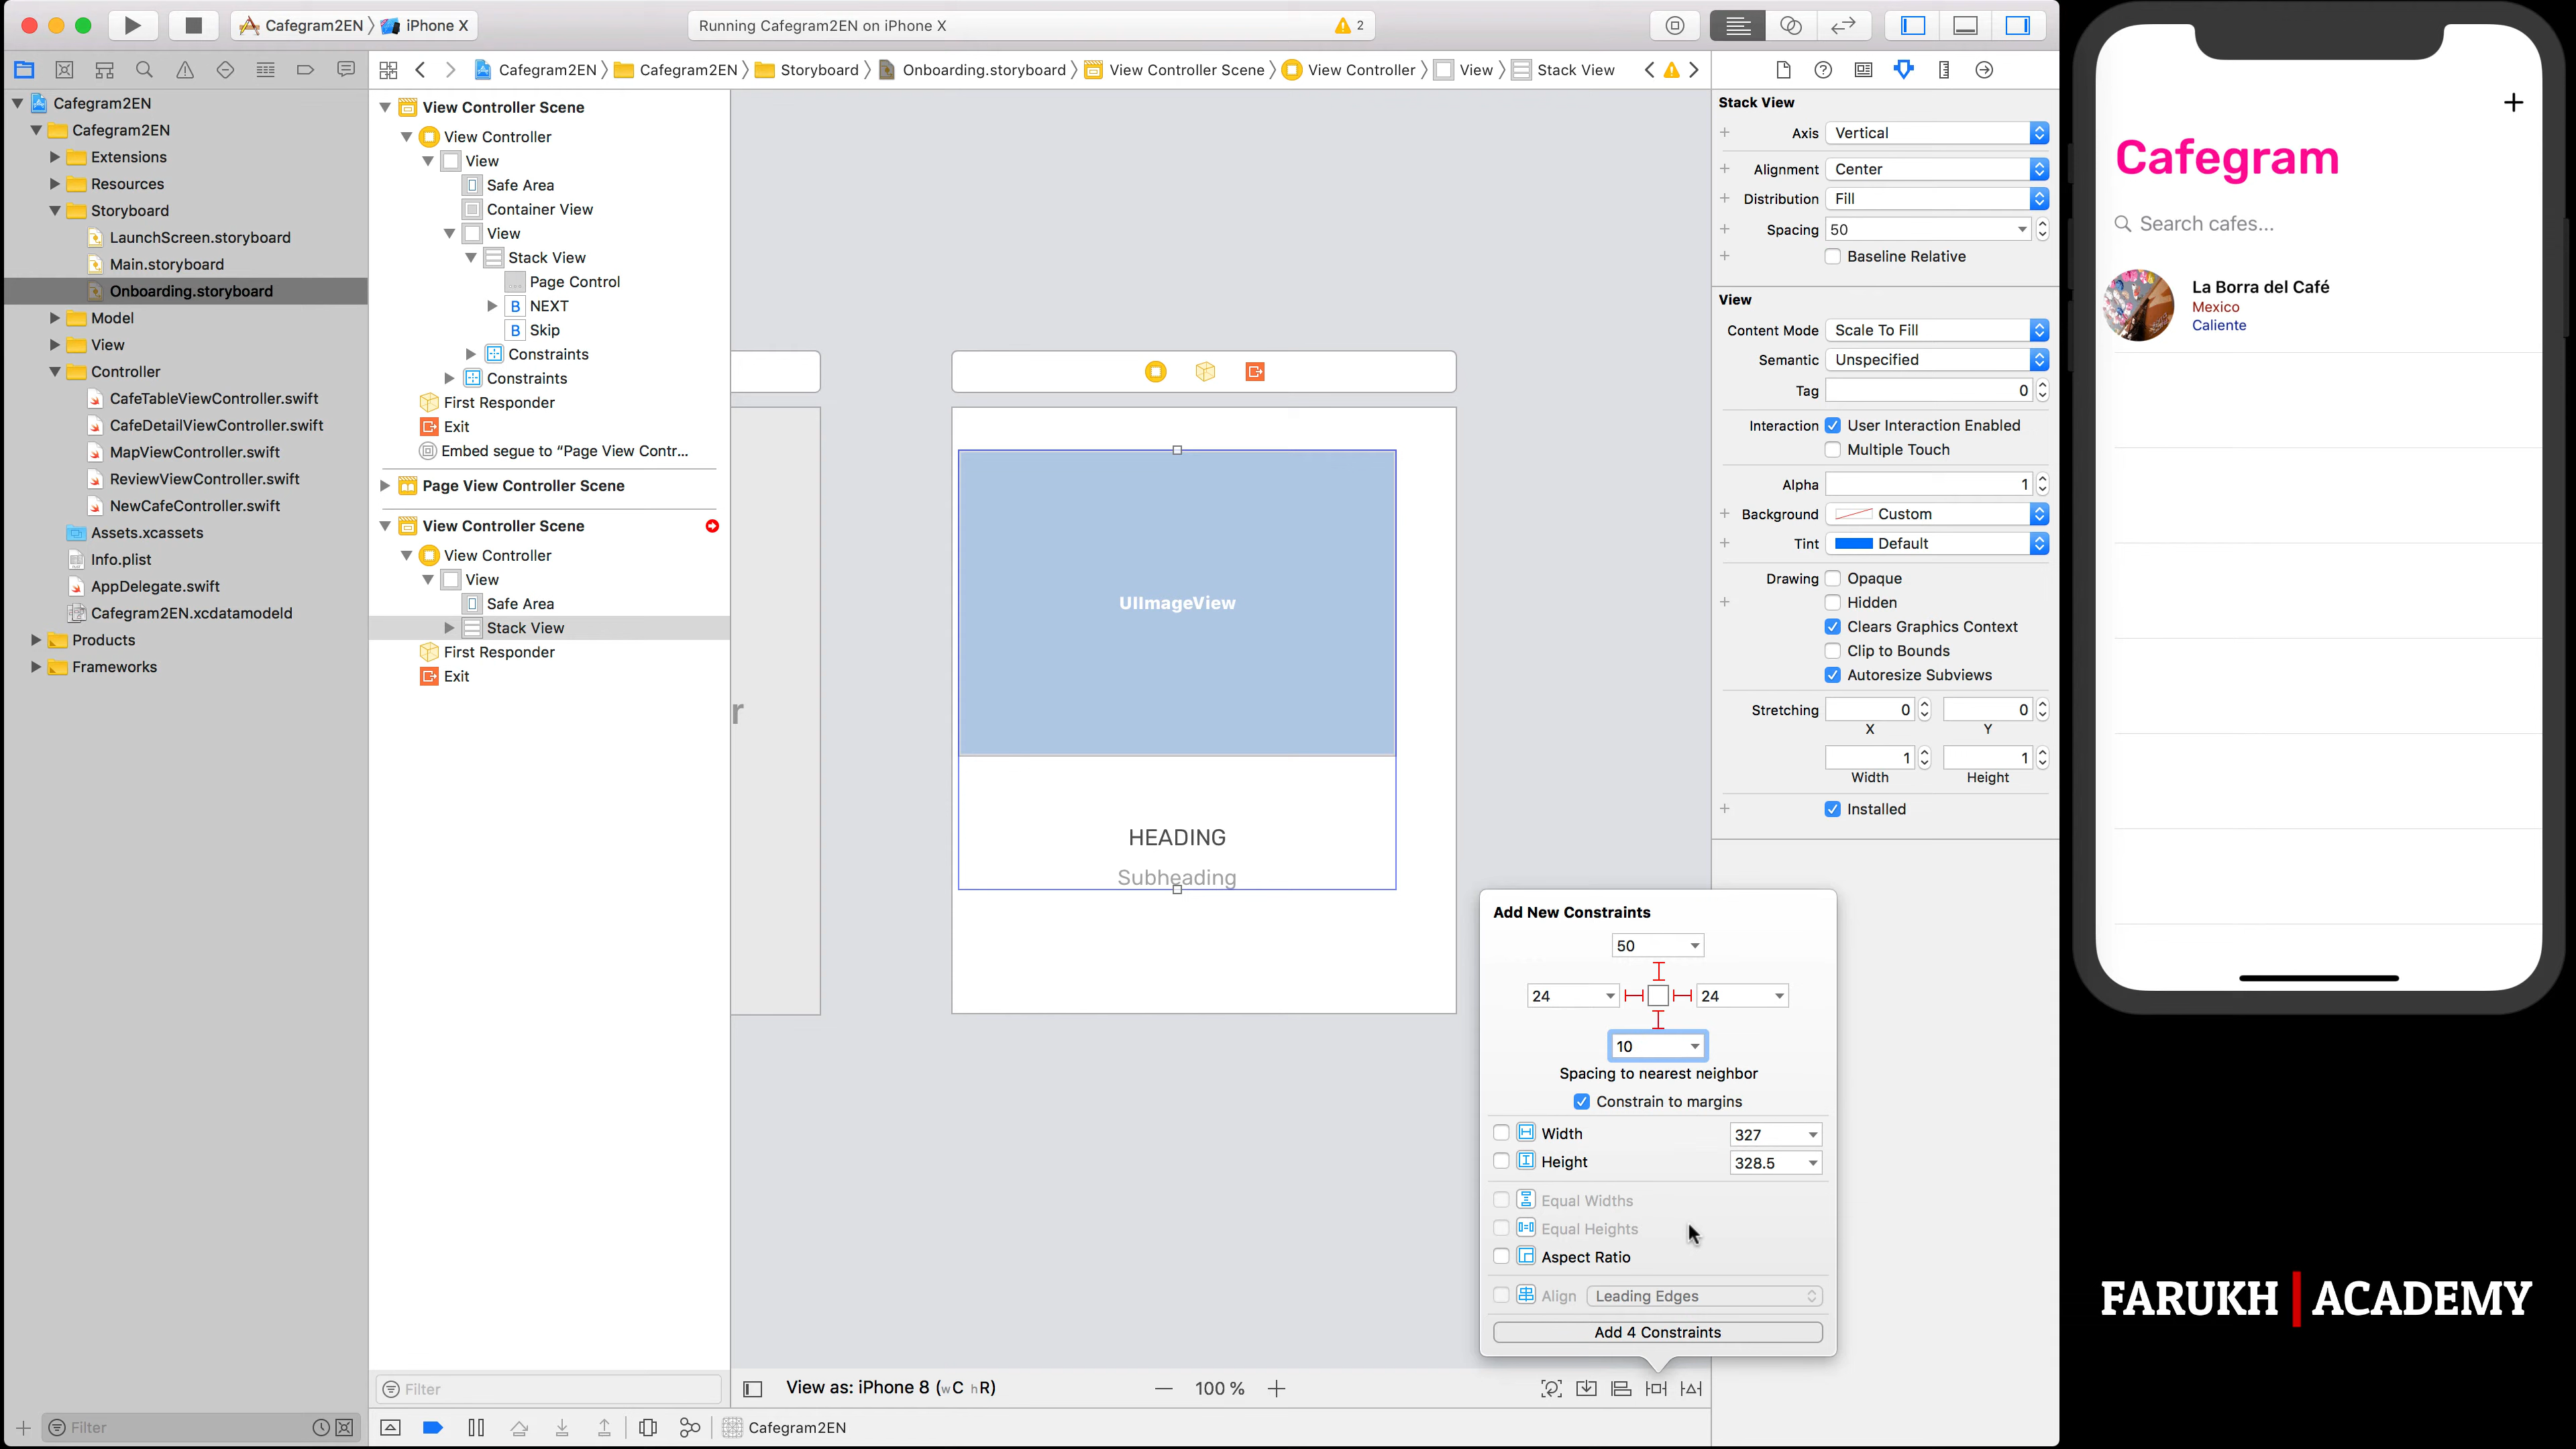 Cafegram2EN
iPhone X
Running Cafegram2EN on iPhone X
2
Cafegram2EN
Cafegram2EN
Storyboard
Onboarding.storyboard
View Controller Scene
View Controller
View
Stack View
Cafegram2EN
Cafegram2EN
Extensions
Resources
Storyboard
LaunchScreen.storyboard
Main.storyboard
Onboarding.storyboard
Model
View
Controller
CafeTableViewController.swift
CafeDetailViewController.swift
MapViewController.swift
ReviewViewController.swift
NewCafeController.swift
Assets.xcassets
Info.plist
AppDelegate.swift
Cafegram2EN.xcdatamodeld
Products
Frameworks
Filter
View Controller Scene
View Controller
View
Safe Area
Container View
View
Stack View
Page Control
B NEXT
B Skip
Constraints
Constraints
First Responder
Exit
Embed segue to “Page View Contr...
Page View Controller Scene
View Controller Scene
View Controller
View
Safe Area
Stack View
First Responder
Exit
Filter
r
UIImageView
HEADING
Subheading
View as: iPhone 8 (wC hR)
100 %
Cafegram2EN
Add New Constraints
50
24
24
10
Spacing to nearest neighbor
Constrain to margins
Width 327
Height 328.5
Equal Widths
Equal Heights
Aspect Ratio
Align Leading Edges
Add 4 Constraints
Stack View
Axis Vertical
Alignment Center
Distribution Fill
Spacing 50
Baseline Relative
View
Content Mode Scale To Fill
Semantic Unspecified
Tag 0
Interaction User Interaction Enabled
Multiple Touch
Alpha 1
Background Custom
Tint Default
Drawing Opaque
Hidden
Clears Graphics Context
Clip to Bounds
Autoresize Subviews
Stretching 0 0
X Y
1 1
Width Height
Installed
Cafegram
Search cafes...
La Borra del Café
Mexico
Caliente
FARUKH ACADEMY